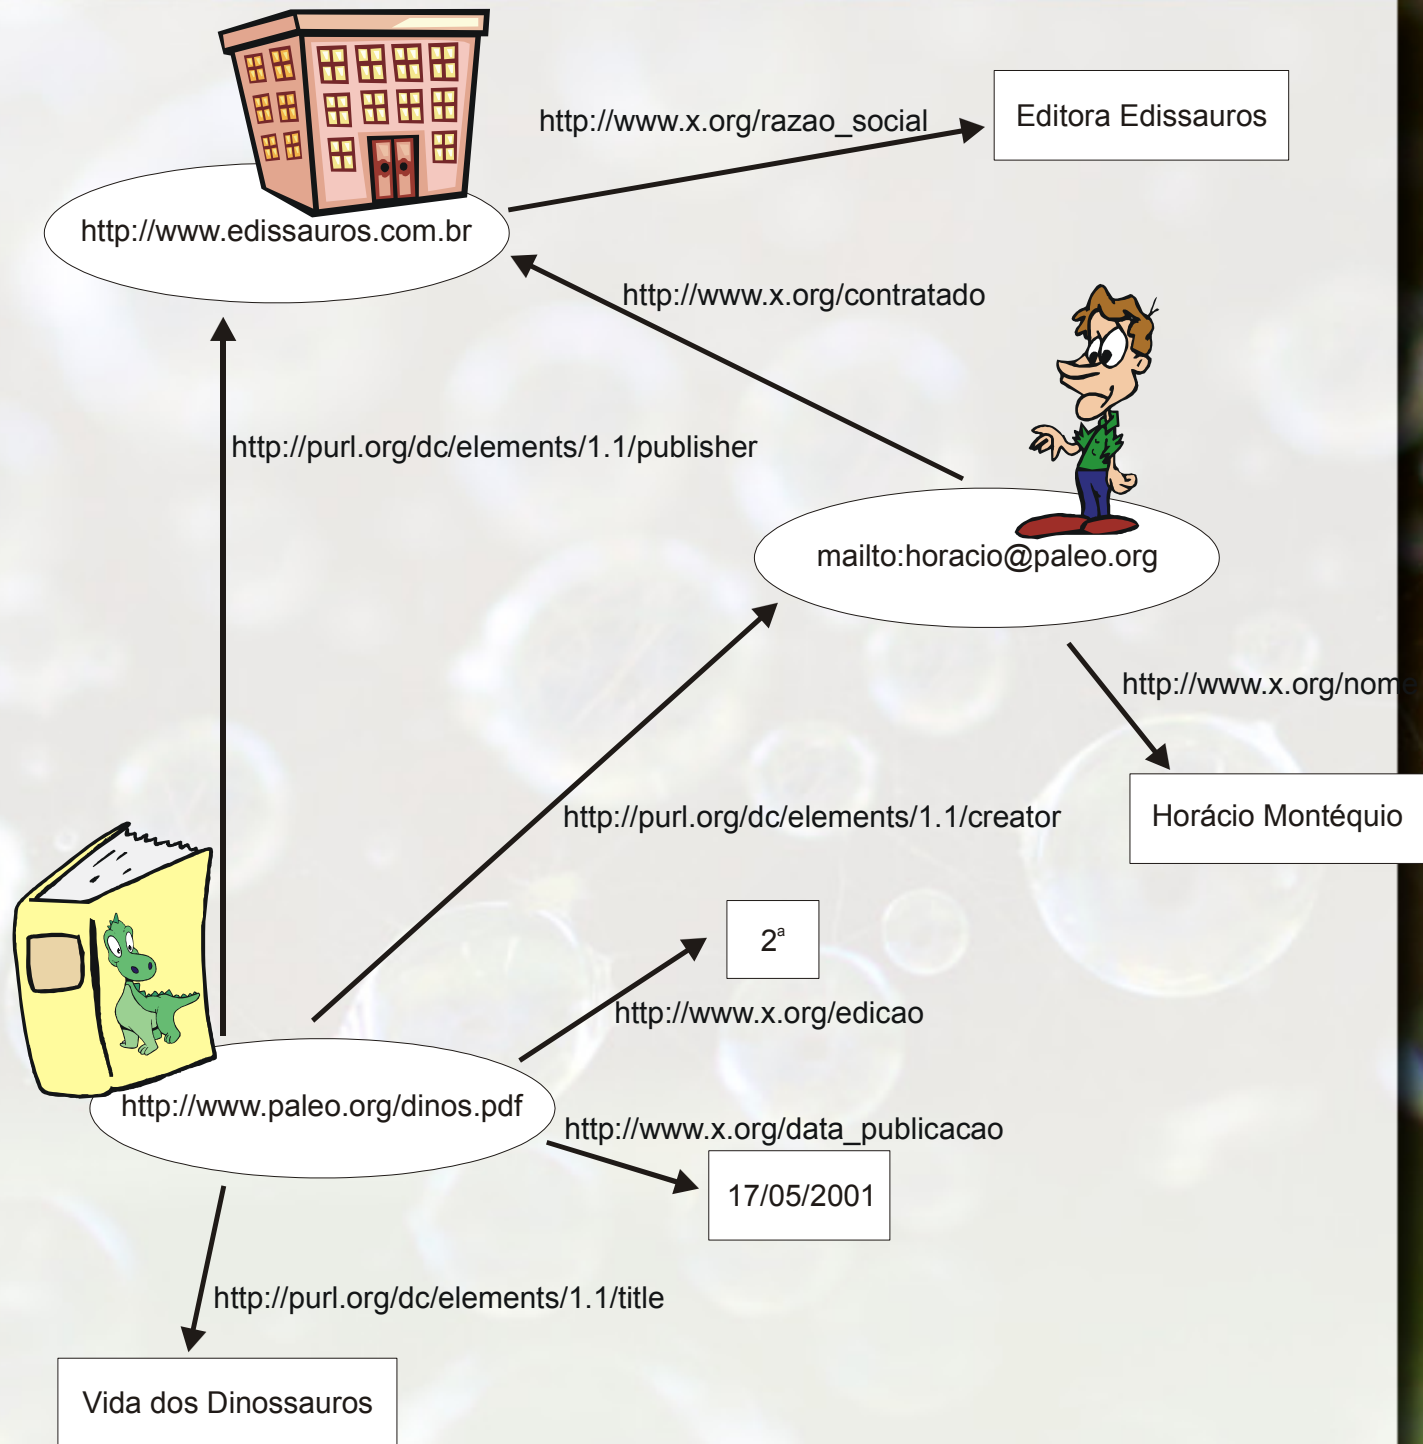 http://www.x.org/razao_social
Editora Edissauros
http://www.edissauros.com.br
http://www.x.org/contratado
http://purl.org/dc/elements/1.1/publisher
mailto:horacio@paleo.org
http://www.x.org/nome
http://purl.org/dc/elements/1.1/creator
Horácio Montéquio
2ª
http://www.x.org/edicao
http://www.paleo.org/dinos.pdf
http://www.x.org/data_publicacao
17/05/2001
http://purl.org/dc/elements/1.1/title
Vida dos Dinossauros